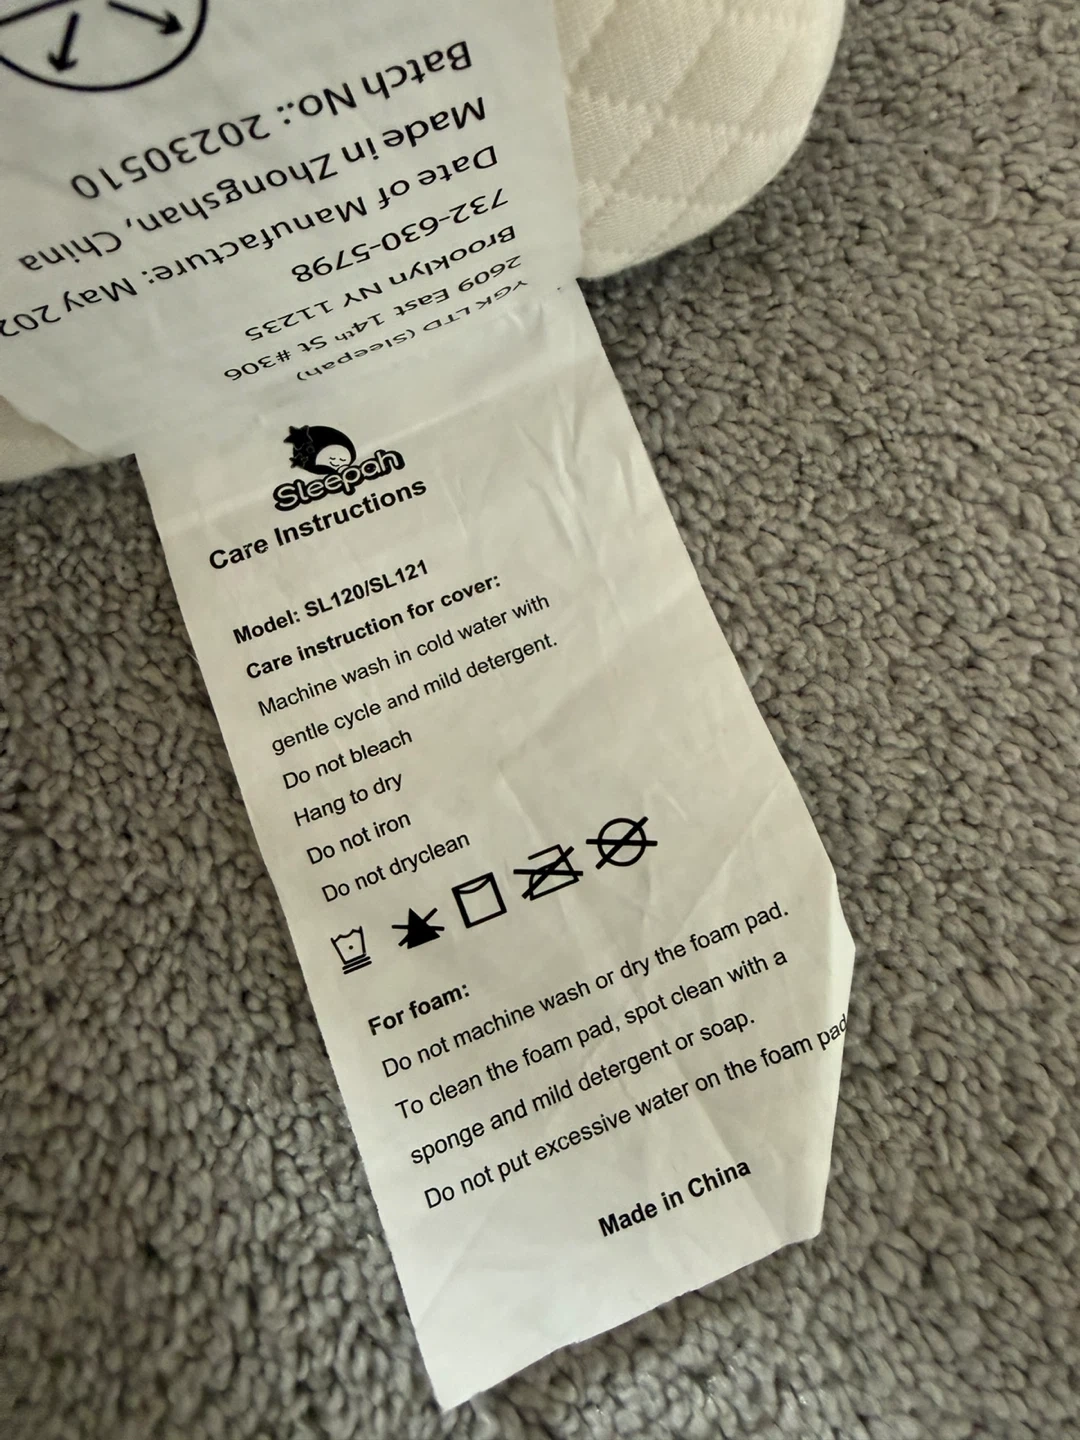 Batch No.: 20230510
Made in Zhongshan, China
Date of Manufacture: May
732-630-5798
Brooklyn NY 11235
2609 East 14th St #306
YGK LTD (Sleepah)
Sleepah
Care Instructions
Model: SL120/SL121
Care instruction for cover:
Machine wash in cold water with
gentle cycle and mild detergent.
Do not bleach
Hang to dry
Do not iron
Do not dryclean
For foam:
Do not machine wash or dry the foam pad.
To clean the foam pad, spot clean with a
sponge and mild detergent or soap.
Do not put excessive water on the foam pad
Made in China